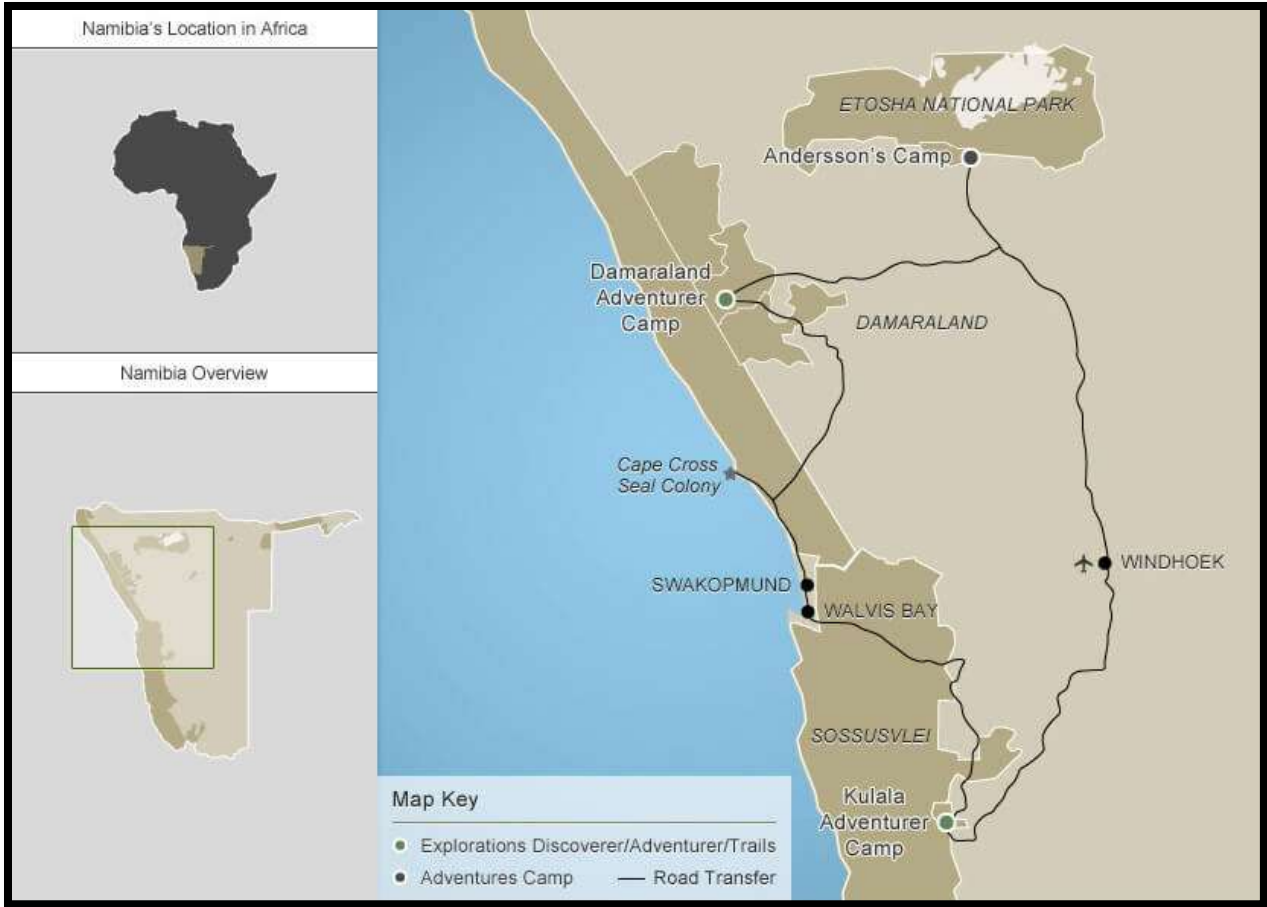 Namibia's Location in Africa
Namibia Overview
ETOSHA NATIONAL PARK
Andersson's Camp
Damaraland
Adventurer
Camp
DAMARALAND
Cape Cross
Seal Colony
WINDHOEK
SWAKOPMUND
WALVIS BAY
SOSSUSVLEI
Kulala
Adventurer
Camp
Map Key
Explorations Discoverer/Adventurer/Trails
Adventures Camp
Road Transfer